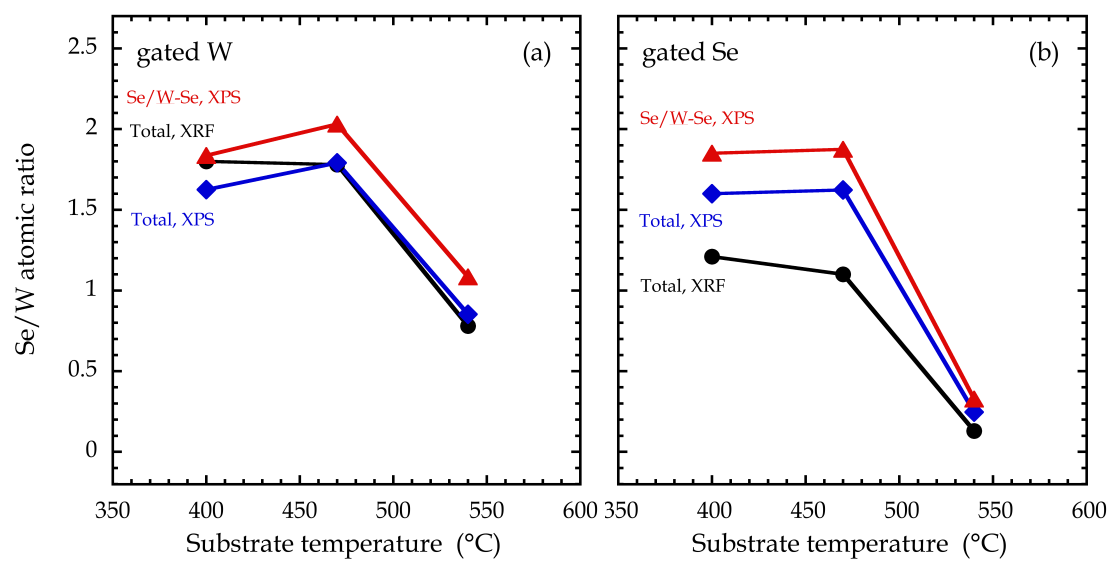 gated W
(a)
Se/W-Se, XPS
Total, XRF
Total, XPS
Se/W atomic ratio
2.5
2
1.5
1
0.5
0
350
400
450
500
550
600
Substrate temperature (°C)
gated Se
(b)
Se/W-Se, XPS
Total, XPS
Total, XRF
350
400
450
500
550
600
Substrate temperature (°C)